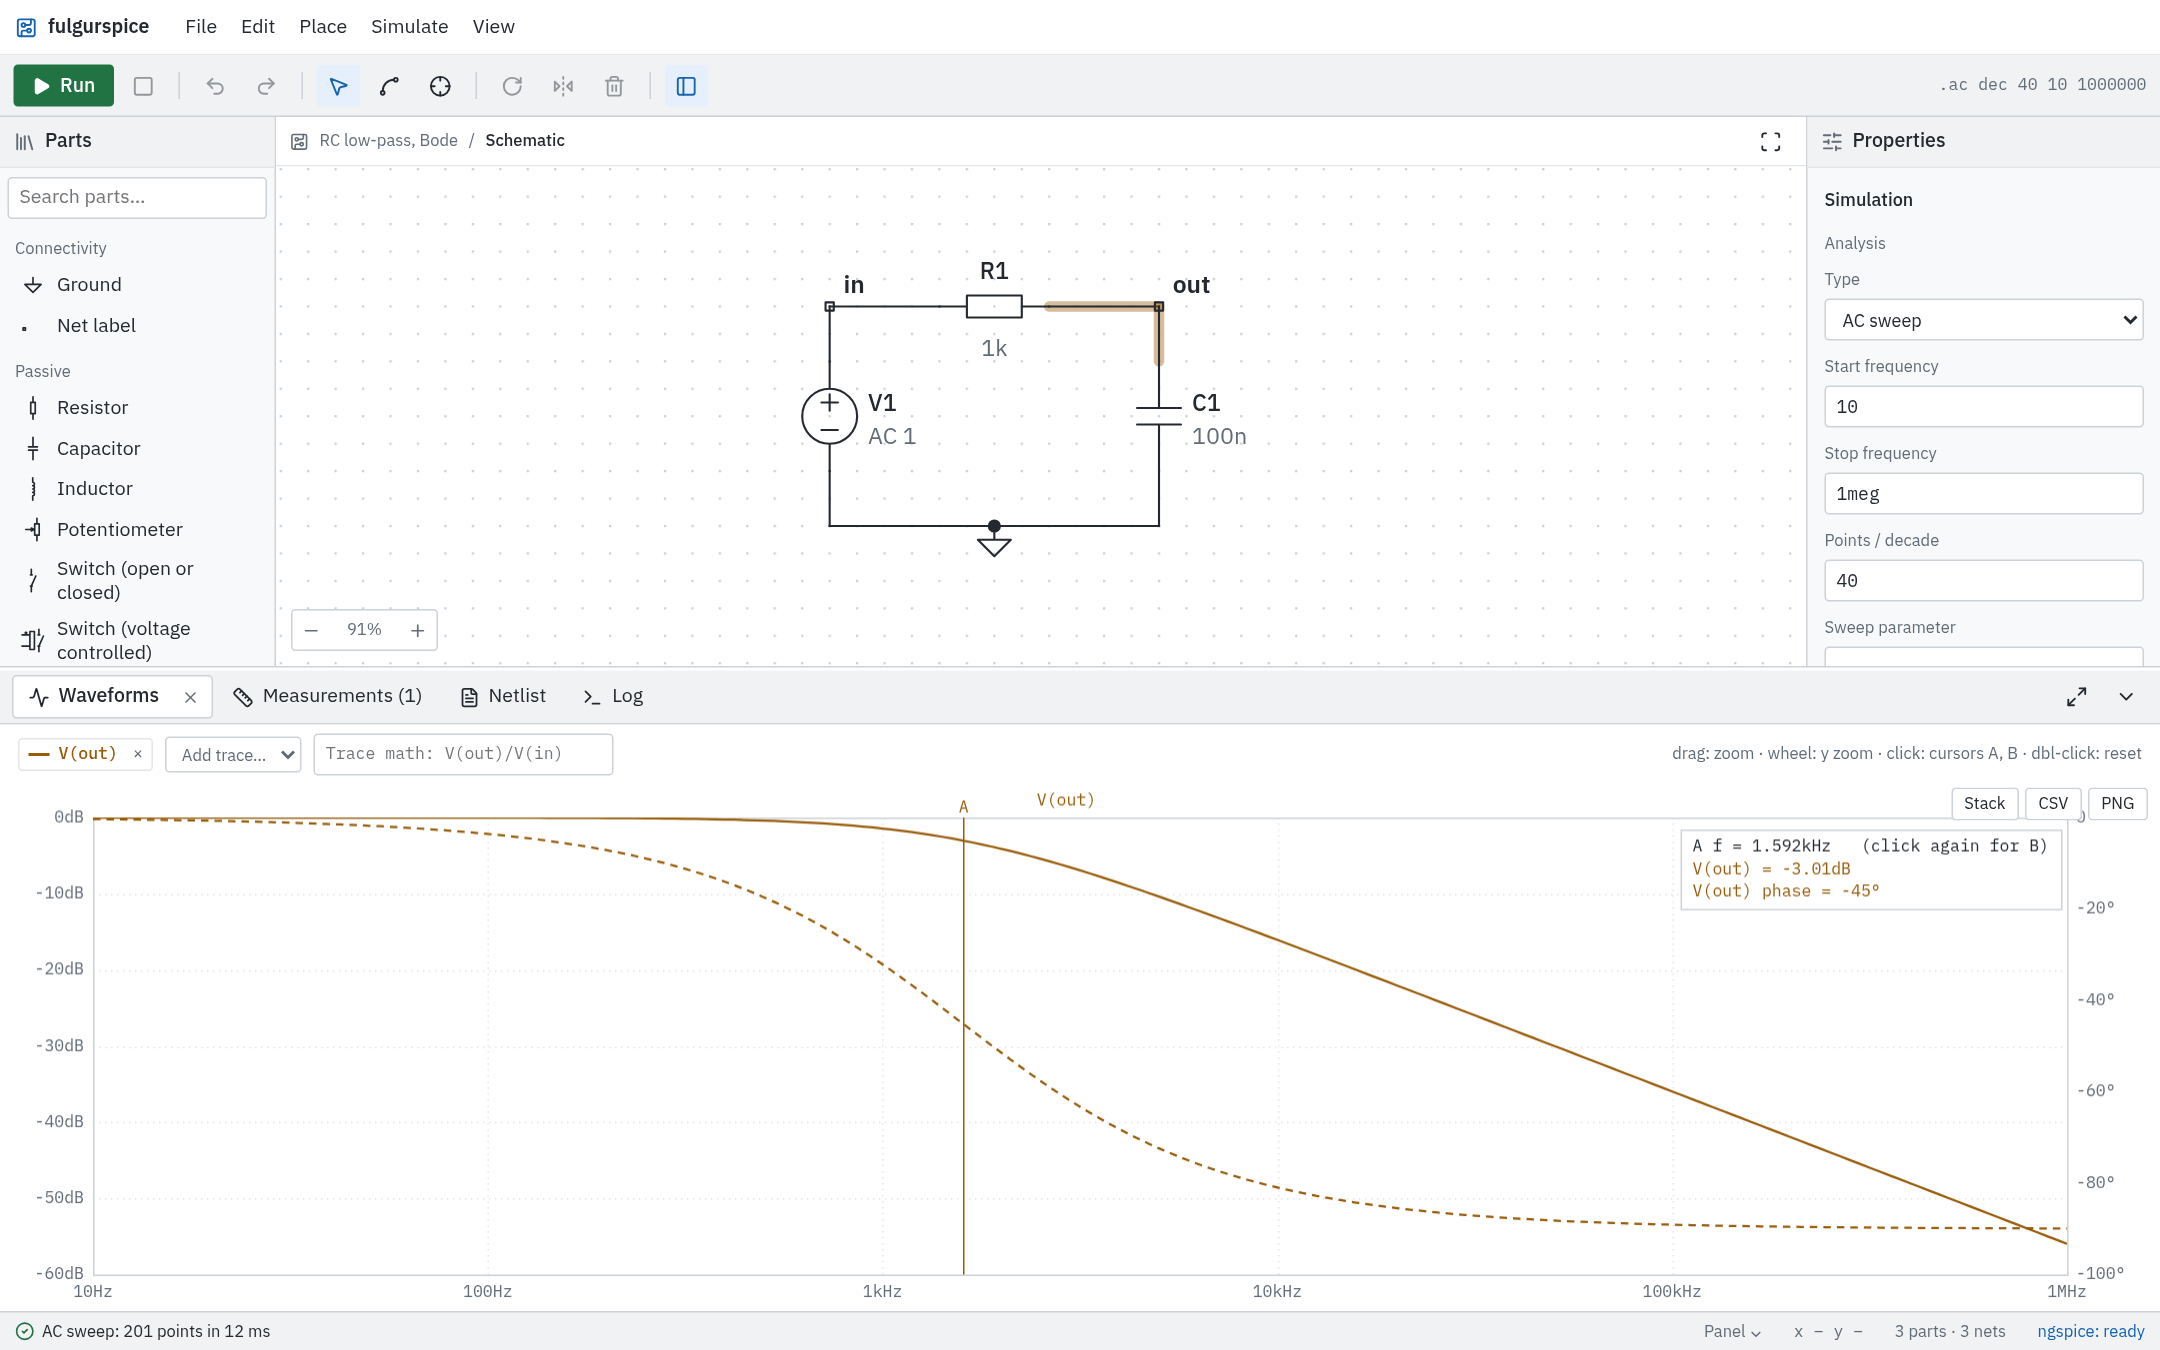 fulgurspice File Edit Place Simulate View
Run .ac dec 40 10 1000000
Parts
Search parts...
Connectivity
Ground
Net label
Passive
Resistor
Capacitor
Inductor
Potentiometer
Switch (open or
closed)
Switch (voltage
controlled)
RC low-pass, Bode / Schematic
in
R1
out
1k
V1
AC 1
C1
100n
− 91% +
Properties
Simulation
Analysis
Type
AC sweep
Start frequency
10
Stop frequency
1meg
Points / decade
40
Sweep parameter
Waveforms × Measurements (1) Netlist Log
V(out) × Add trace... Trace math: V(out)/V(in) drag: zoom · wheel: y zoom · click: cursors A, B · dbl-click: reset
Stack CSV PNG
A V(out)
A f = 1.592kHz (click again for B)
V(out) = -3.01dB
V(out) phase = -45°
0dB
-10dB
-20dB
-30dB
-40dB
-50dB
-60dB
0
-20°
-40°
-60°
-80°
-100°
10Hz 100Hz 1kHz 10kHz 100kHz 1MHz
AC sweep: 201 points in 12 ms Panel x − y − 3 parts · 3 nets ngspice: ready